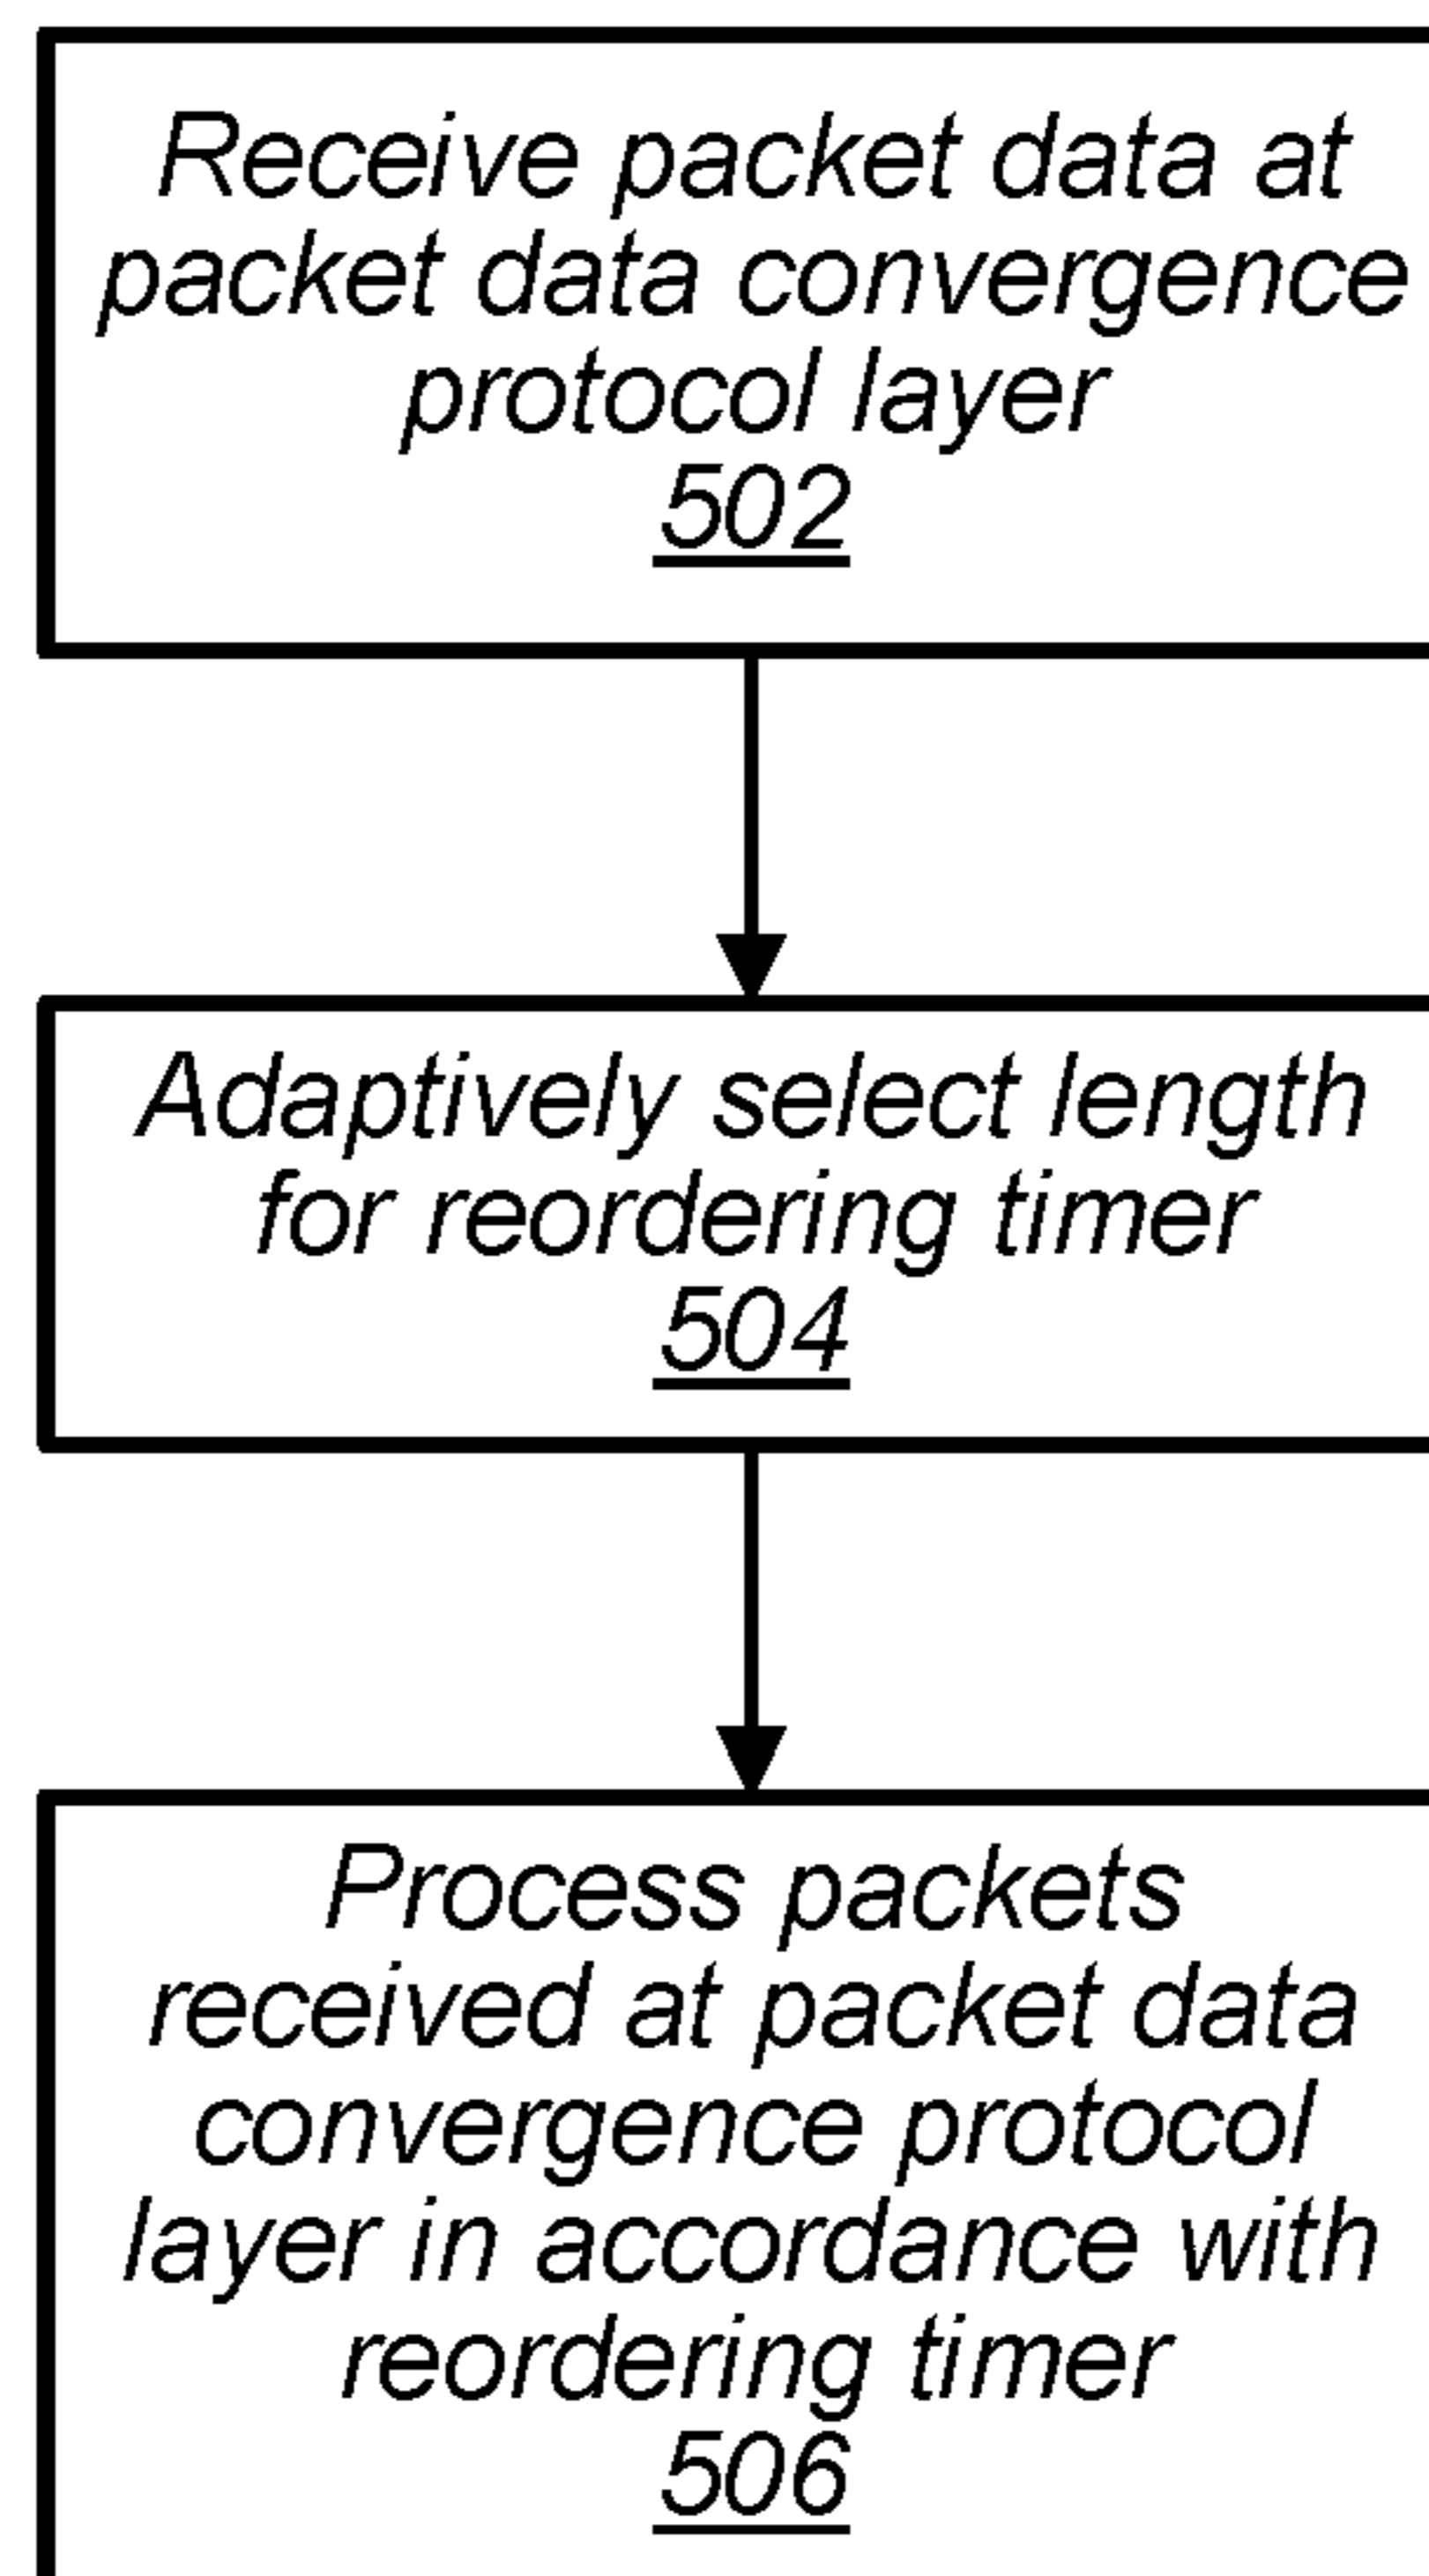 Receive packet data at
packet data convergence
protocol layer
502
Adaptively select length
for reordering timer
504
Process packets
received at packet data
convergence protocol
layer in accordance with
reordering timer
506